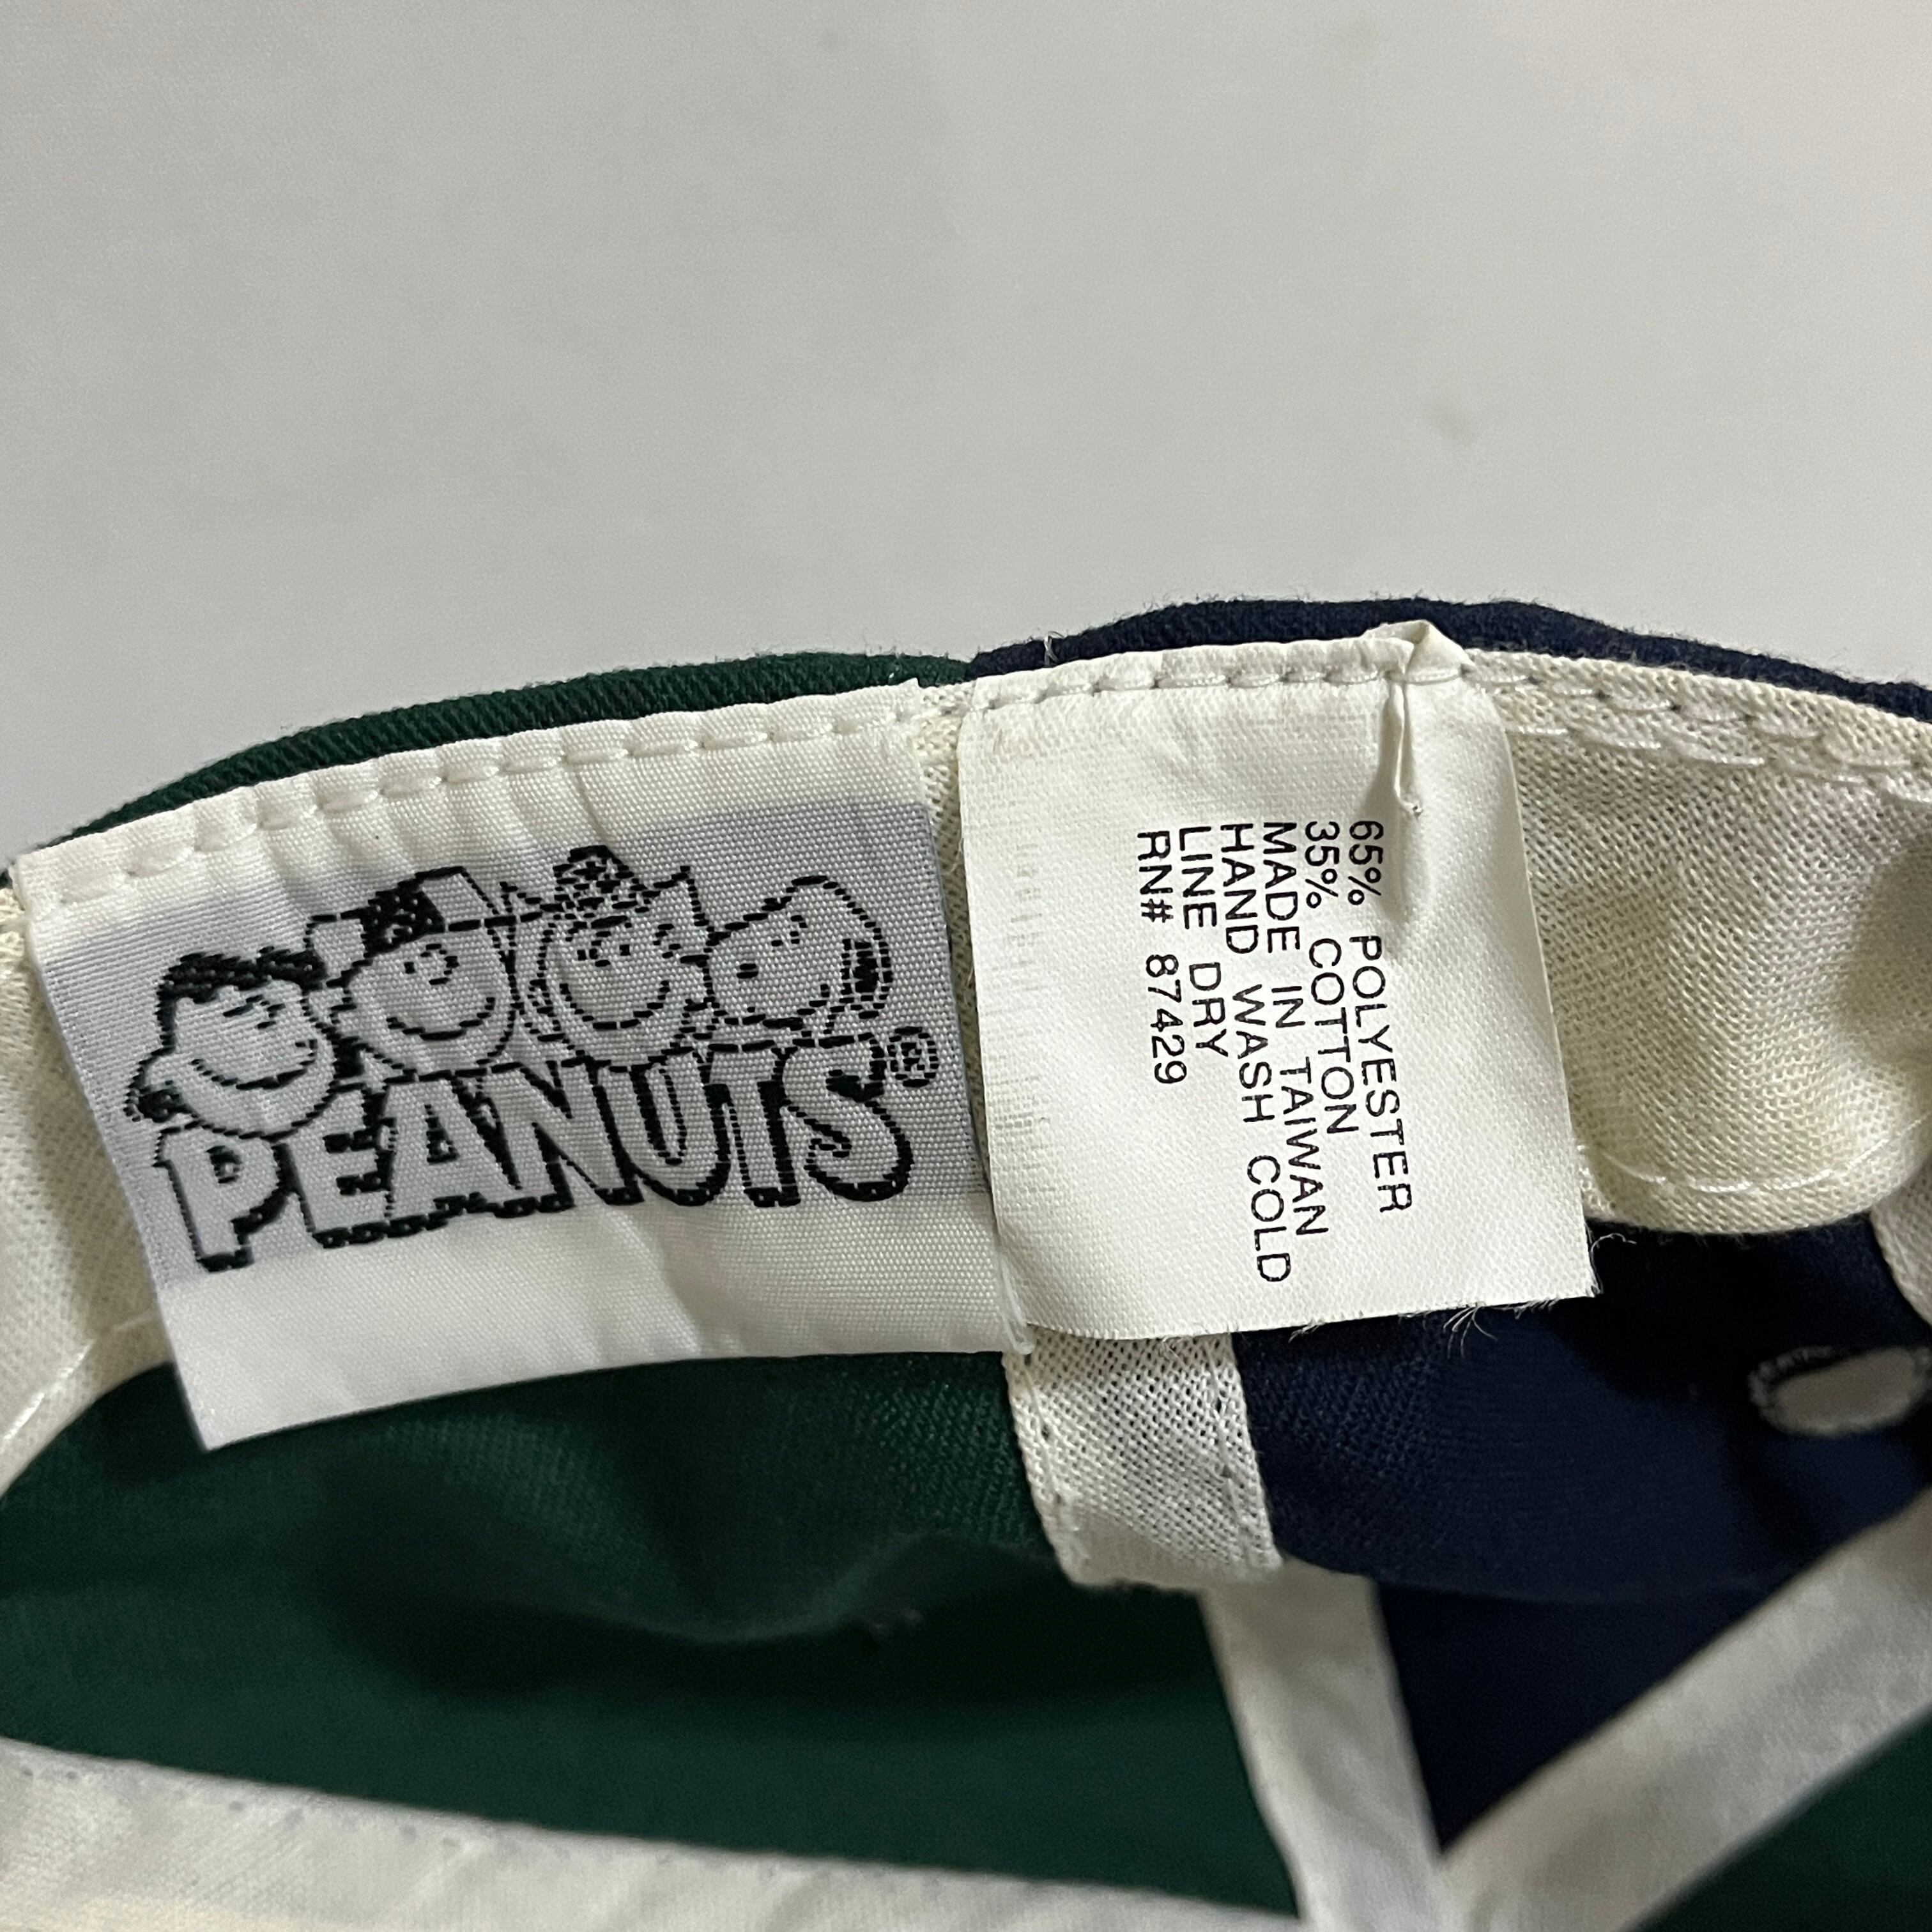 PEANUTS®
65% POLYESTER
35% COTTON
MADE IN TAIWAN
HAND WASH COLD
LINE DRY
RN# 87429